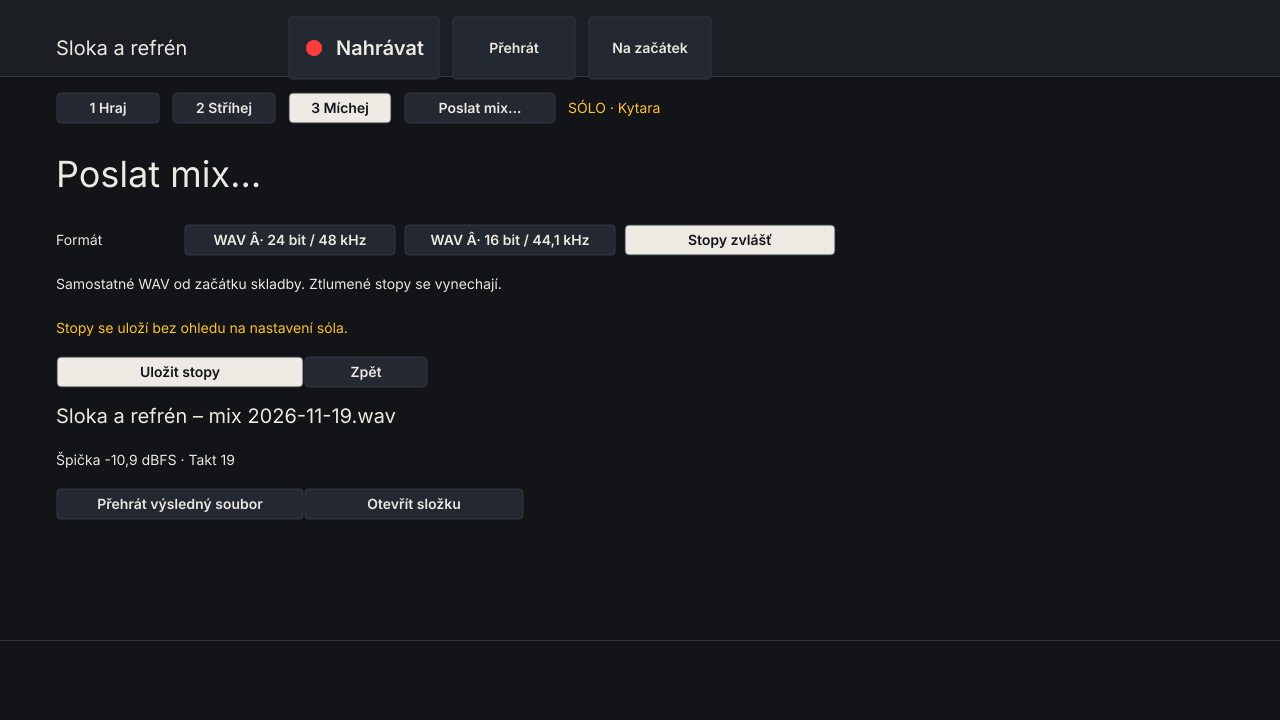 Sloka a refrén
Nahrávat
Přehrát
Na začátek
1 Hraj
2 Stříhej
3 Míchej
Poslat mix…
SÓLO · Kytara
Poslat mix…
Formát
WAV Â· 24 bit / 48 kHz
WAV Â· 16 bit / 44,1 kHz
Stopy zvlášť
Samostatné WAV od začátku skladby. Ztlumené stopy se vynechají.
Stopy se uloží bez ohledu na nastavení sóla.
Uložit stopy
Zpět
Sloka a refrén – mix 2026-11-19.wav
Špička -10,9 dBFS · Takt 19
Přehrát výsledný soubor
Otevřít složku